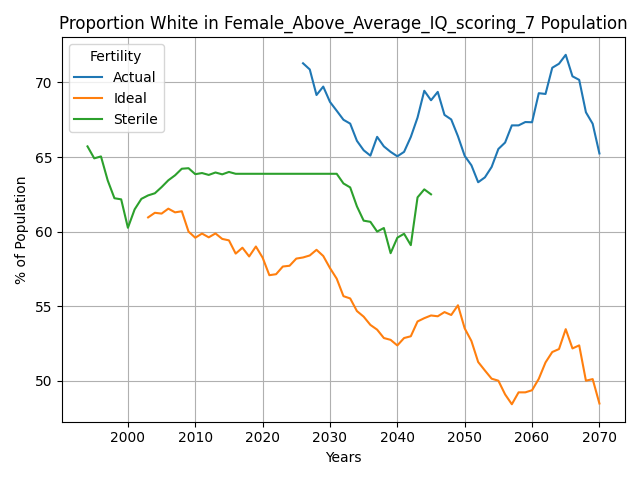 Proportion White in Female_Above_Average_IQ_scoring_7 Population
Fertility
Actual
Ideal
Sterile
% of Population
70
65
60
55
50
2000
2010
2020
2030
2040
2050
2060
2070
Years